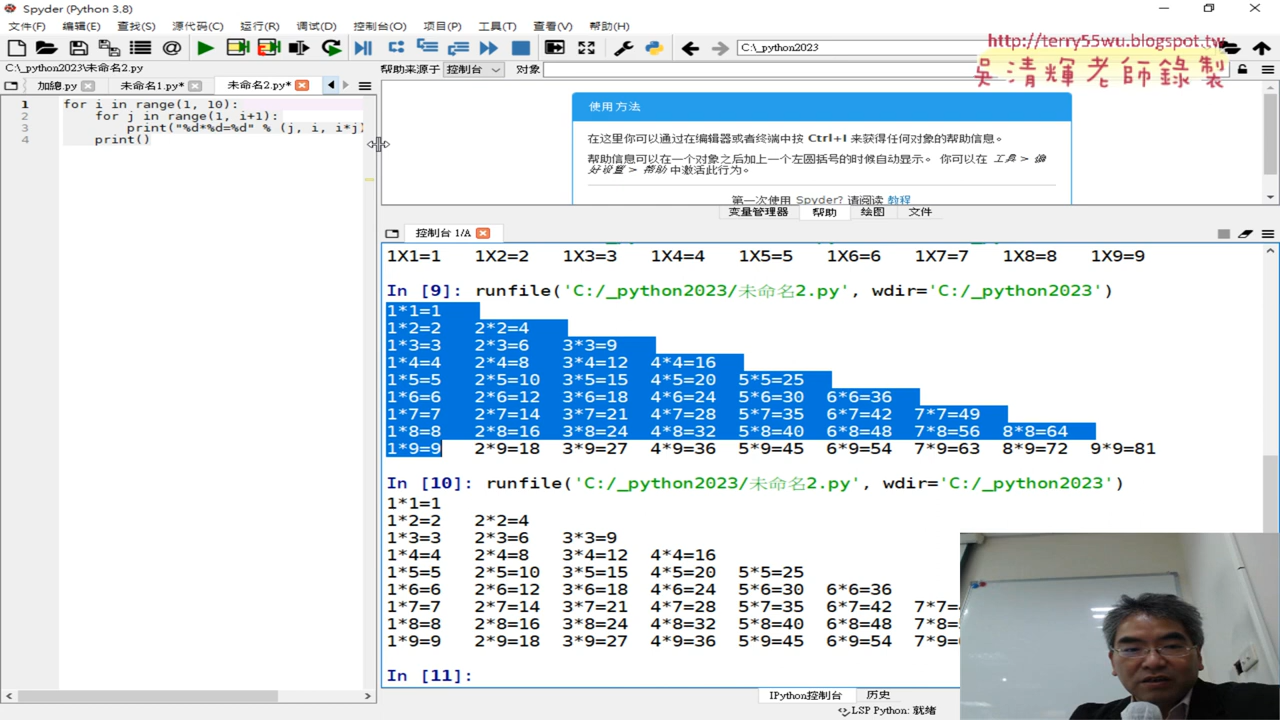 Spyder (Python 3.8)
文件(F) 编辑(E) 查找(S) 源代码(C) 运行(R) 调试(D) 控制台(O) 项目(P) 工具(T) 查看(V) 帮助(H)
C:\_python2023
http://terry55wu.blogspot.tw
吳清輝老師錄製
C:\_python2023\未命名2.py
帮助来源于 控制台 对象
加總.py 未命名1.py* 未命名2.py*
1 for i in range(1, 10):
2 for j in range(1, i+1):
3 print("%d*%d=%d" % (j, i, i*j)
4 print()
使用方法
在这里你可以通过在编辑器或者终端中按 Ctrl+I 来获得任何对象的帮助信息。
帮助信息可以在一个对象之后加上一个左圆括号的时候自动显示。 你可以在 工具 > 偏
好设置 > 帮助 中激活此行为。
第一次使用 Spyder? 请阅读 教程
变量管理器 帮助 绘图 文件
控制台 1/A
1X1=1 1X2=2 1X3=3 1X4=4 1X5=5 1X6=6 1X7=7 1X8=8 1X9=9
In [9]: runfile('C:/_python2023/未命名2.py', wdir='C:/_python2023')
1*1=1
1*2=2 2*2=4
1*3=3 2*3=6 3*3=9
1*4=4 2*4=8 3*4=12 4*4=16
1*5=5 2*5=10 3*5=15 4*5=20 5*5=25
1*6=6 2*6=12 3*6=18 4*6=24 5*6=30 6*6=36
1*7=7 2*7=14 3*7=21 4*7=28 5*7=35 6*7=42 7*7=49
1*8=8 2*8=16 3*8=24 4*8=32 5*8=40 6*8=48 7*8=56 8*8=64
1*9=9 2*9=18 3*9=27 4*9=36 5*9=45 6*9=54 7*9=63 8*9=72 9*9=81
In [10]: runfile('C:/_python2023/未命名2.py', wdir='C:/_python2023')
1*1=1
1*2=2 2*2=4
1*3=3 2*3=6 3*3=9
1*4=4 2*4=8 3*4=12 4*4=16
1*5=5 2*5=10 3*5=15 4*5=20 5*5=25
1*6=6 2*6=12 3*6=18 4*6=24 5*6=30 6*6=36
1*7=7 2*7=14 3*7=21 4*7=28 5*7=35 6*7=42 7*7=
1*8=8 2*8=16 3*8=24 4*8=32 5*8=40 6*8=48 7*8=
1*9=9 2*9=18 3*9=27 4*9=36 5*9=45 6*9=54 7*9=
In [11]:
IPython控制台 历史
LSP Python: 就绪